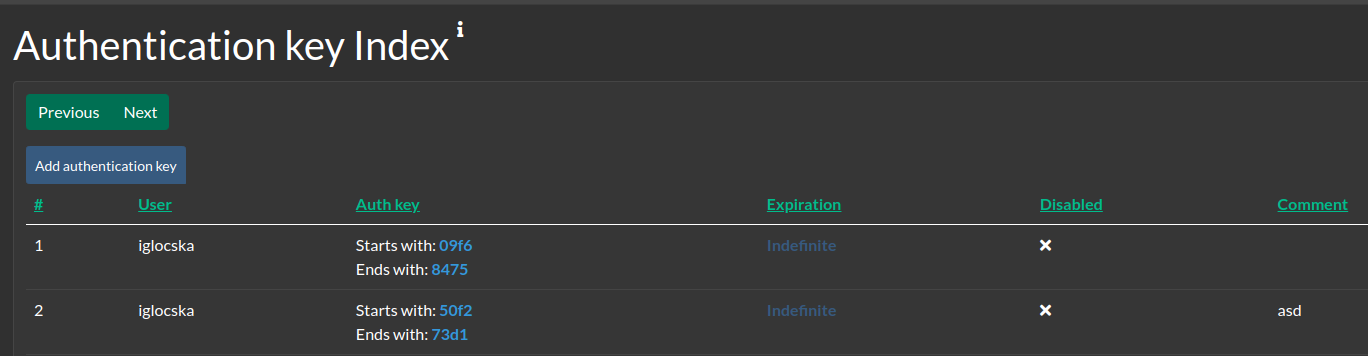 Authentication key Index i
Previous Next
Add authentication key
# User Auth key Expiration Disabled Comment
1 iglocska Starts with: 09f6 Indefinite
Ends with: 8475
2 iglocska Starts with: 50f2 Indefinite asd
Ends with: 73d1